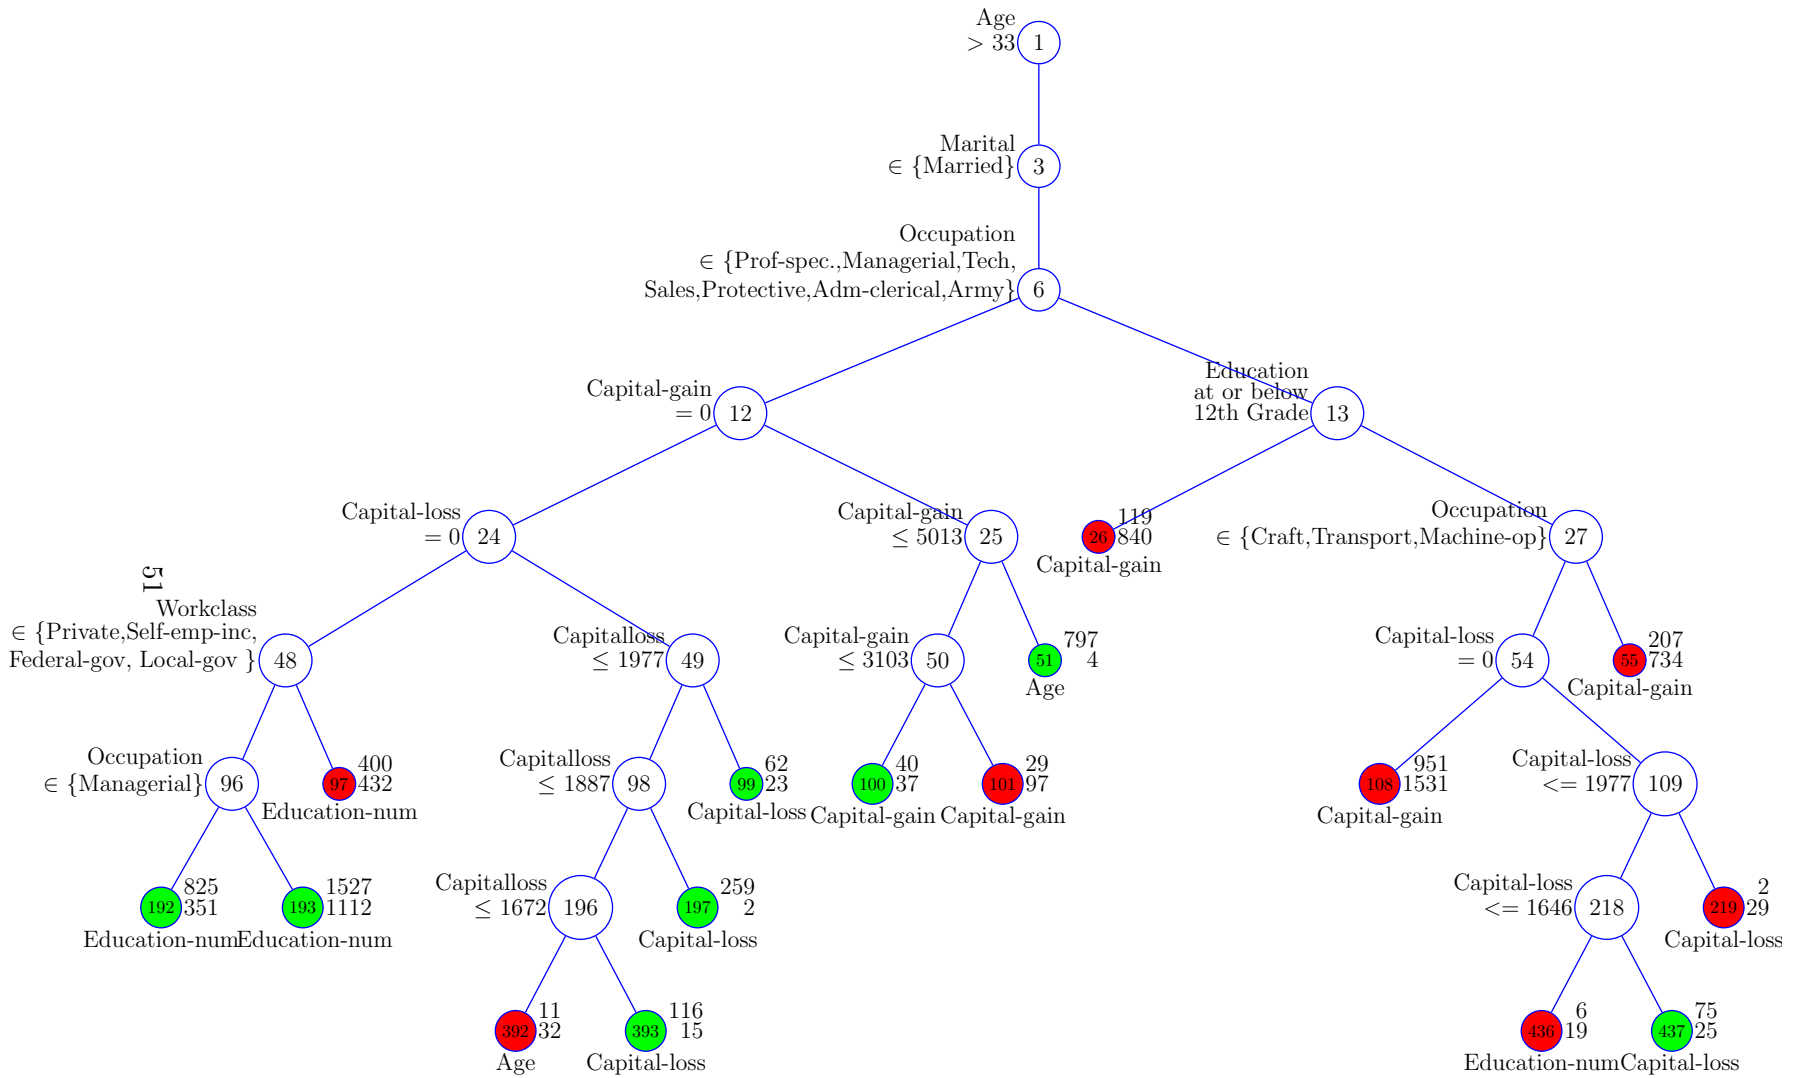 Age
> 33
1
Marital
∈ {Married}
3
Occupation
∈ {Prof-spec.,Managerial,Tech,
Sales,Protective,Adm-clerical,Army}
6
Capital-gain
= 0
12
Education
at or below
12th Grade
13
Capital-loss
= 0
24
Capital-gain
≤ 5013
25
119
26
840
Capital-gain
Occupation
∈ {Craft,Transport,Machine-op}
27
51
Workclass
∈ {Private,Self-emp-inc,
Federal-gov, Local-gov }
48
Capitalloss
≤ 1977
49
Capital-gain
≤ 3103
50
797
51
4
Age
Capital-loss
= 0
54
207
55
734
Capital-gain
Occupation
∈ {Managerial}
96
400
97
432
Education-num
Capitalloss
≤ 1887
98
62
99
23
Capital-loss
40
100
37
Capital-gain
29
101
97
Capital-gain
951
108
1531
Capital-gain
Capital-loss
<= 1977
109
825
192
351
Education-num
1527
193
1112
Education-num
Capitalloss
≤ 1672
196
259
197
2
Capital-loss
Capital-loss
<= 1646
218
2
219
29
Capital-loss
11
392
32
Age
116
393
15
Capital-loss
6
436
19
Education-num
75
437
25
Capital-loss